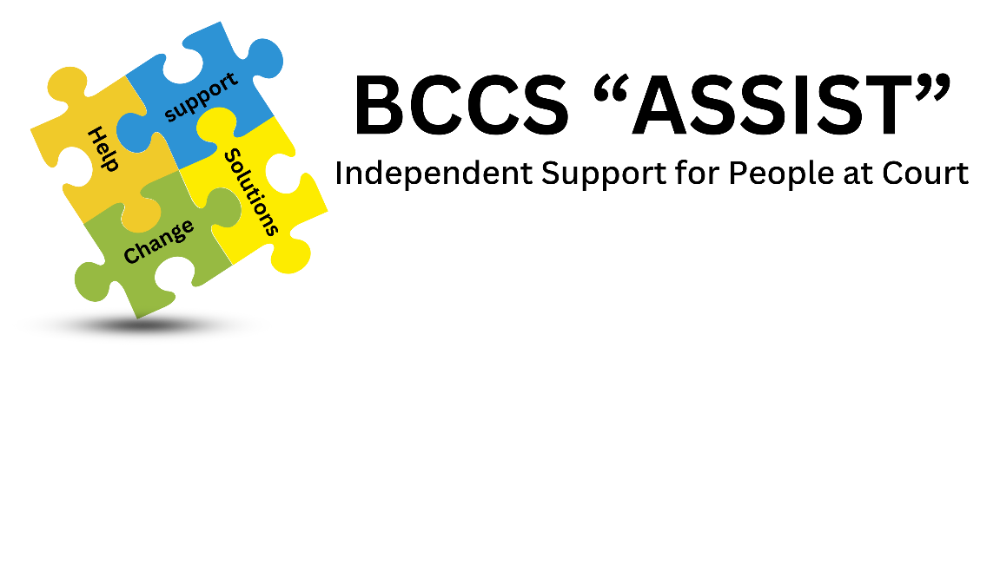 BCCS “ASSIST”
Independent Support for People at Court
Help
support
Solutions
Change